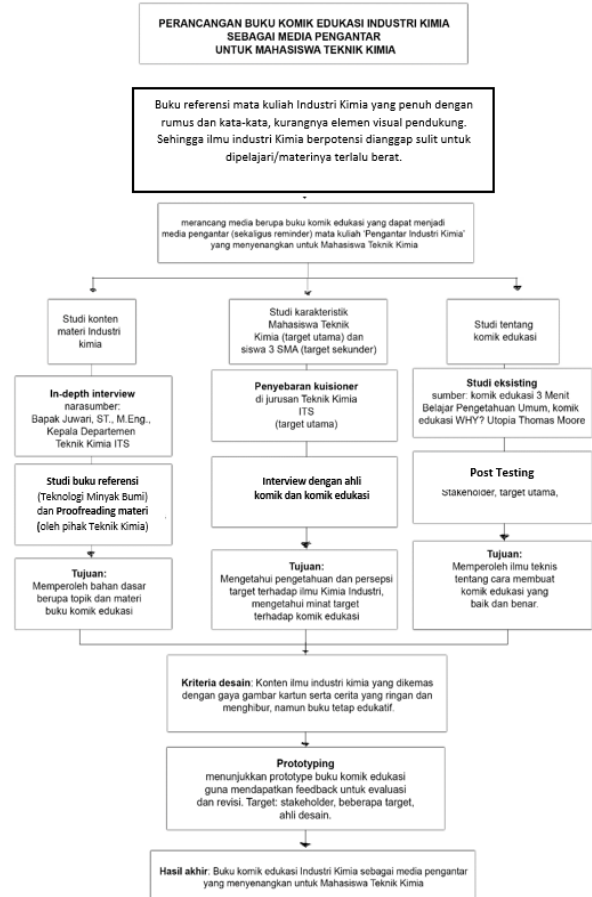 PERANCANGAN BUKU KOMIK EDUKASI INDUSTRI KIMIA
SEBAGAI MEDIA PENGANTAR
UNTUK MAHASISWA TEKNIK KIMIA
Buku referensi mata kuliah Industri Kimia yang penuh dengan
rumus dan kata-kata, kurangnya elemen visual pendukung.
Sehingga ilmu industri Kimia berpotensi dianggap sulit untuk
dipelajari/materinya terlalu berat.
merancang media berupa buku komik edukasi yang dapat menjadi
media pengantar (sekaligus reminder) mata kuliah 'Pengantar Industri Kimia'
yang menyenangkan untuk Mahasiswa Teknik Kimia
Studi konten
materi Industri
kimia
Studi karakteristik
Mahasiswa Teknik
Kimia (target utama) dan
siswa 3 SMA (target sekunder)
Studi tentang
komik edukasi
In-depth interview
narasumber:
Bapak Juwari, ST., M.Eng.,
Kepala Departemen
Teknik Kimia ITS
Penyebaran kuisioner
di jurusan Teknik Kimia
ITS
(target utama)
Studi eksisting
sumber: komik edukasi 3 Menit
Belajar Pengetahuan Umum, komik
edukasi WHY? Utopia Thomas Moore
Studi buku referensi
(Teknologi Minyak Bumi)
dan Proofreading materi
(oleh pihak Teknik Kimia)
Interview dengan ahli
komik dan komik edukasi
Post Testing
Stakeholder, target utama,
Tujuan:
Memperoleh bahan dasar
berupa topik dan materi
buku komik edukasi
Tujuan:
Mengetahui pengetahuan dan persepsi
target terhadap ilmu Kimia Industri,
mengetahui minat target
terhadap komik edukasi
Tujuan:
Memperoleh ilmu teknis
tentang cara membuat
komik edukasi yang
baik dan benar.
Kriteria desain: Konten ilmu industri kimia yang dikemas
dengan gaya gambar kartun serta cerita yang ringan dan
menghibur, namun buku tetap edukatif.
Prototyping
menunjukkan prototype buku komik edukasi
guna mendapatkan feedback untuk evaluasi
dan revisi. Target: stakeholder, beberapa target,
ahli desain.
Hasil akhir: Buku komik edukasi Industri Kimia sebagai media pengantar
yang menyenangkan untuk Mahasiswa Teknik Kimia